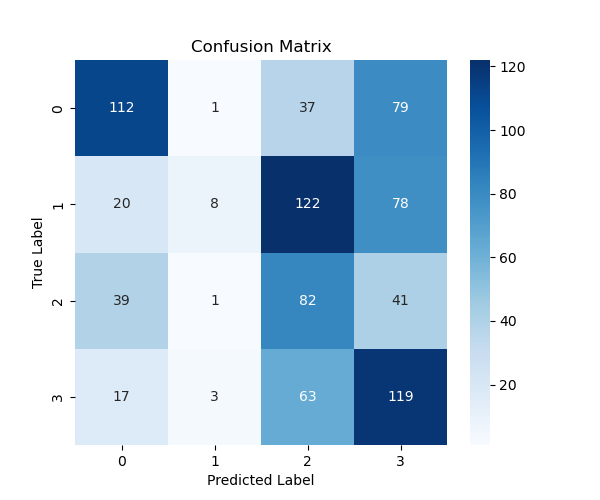 Confusion Matrix
0 112 1 37 79
1 20 8 122 78
2 39 1 82 41
3 17 3 63 119
0 1 2 3
Predicted Label
True Label
120
100
80
60
40
20